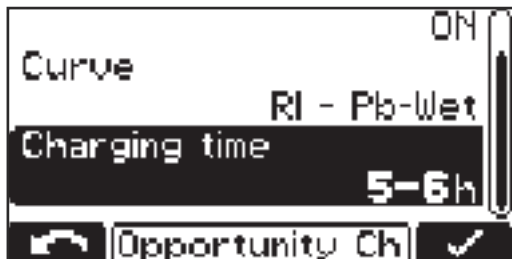 ON
Curve
RI - Pb-Wet
Charging time
5-6h
Opportunity Ch